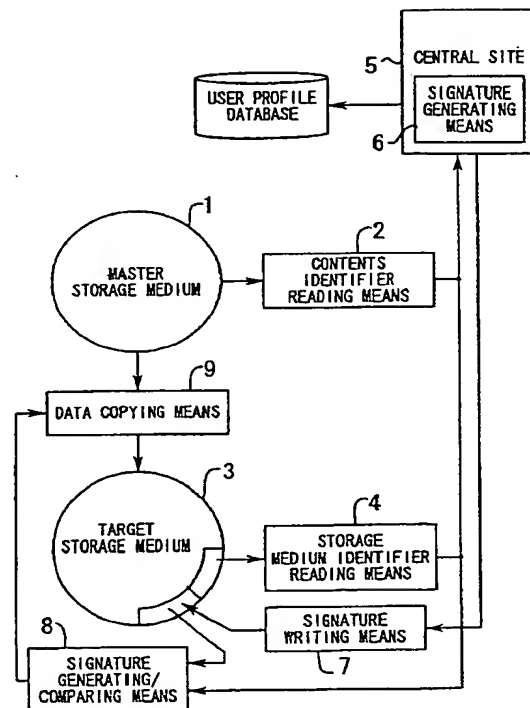 5
CENTRAL SITE
SIGNATURE
GENERATING
MEANS
6
USER PROFILE
DATABASE
1
MASTER
STORAGE MEDIUM
2
CONTENTS
IDENTIFIER
READING MEANS
9
DATA COPYING MEANS
3
TARGET
STORAGE MEDIUM
4
STORAGE
MEDIUM IDENTIFIER
READING MEANS
SIGNATURE
WRITING MEANS
7
8
SIGNATURE
GENERATING/
COMPARING MEANS